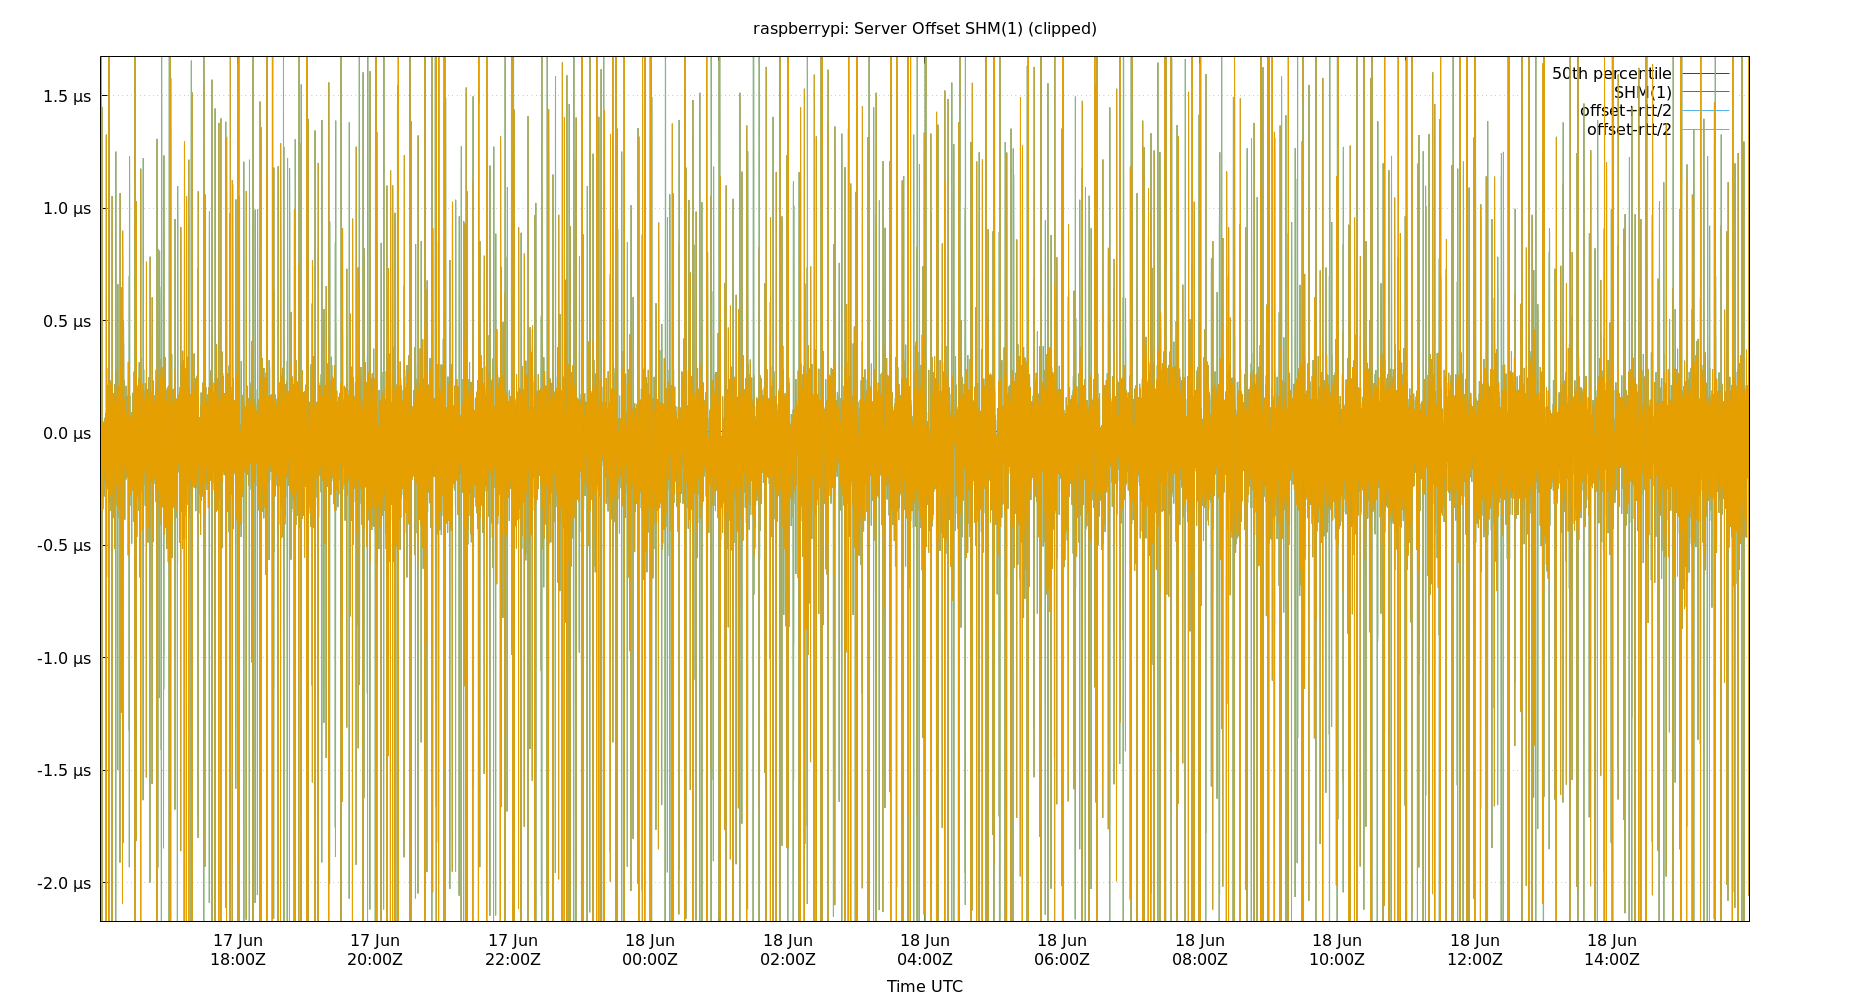 raspberrypi: Server Offset SHM(1) (clipped)
50th percentile
SHM(1)
offset+rtt/2
offset-rtt/2
1.5 µs
1.0 µs
0.5 µs
0.0 µs
-0.5 µs
-1.0 µs
-1.5 µs
-2.0 µs
17 Jun 17 Jun 17 Jun 18 Jun 18 Jun 18 Jun 18 Jun 18 Jun 18 Jun 18 Jun 18 Jun
18:00Z 20:00Z 22:00Z 00:00Z 02:00Z 04:00Z 06:00Z 08:00Z 10:00Z 12:00Z 14:00Z
Time UTC